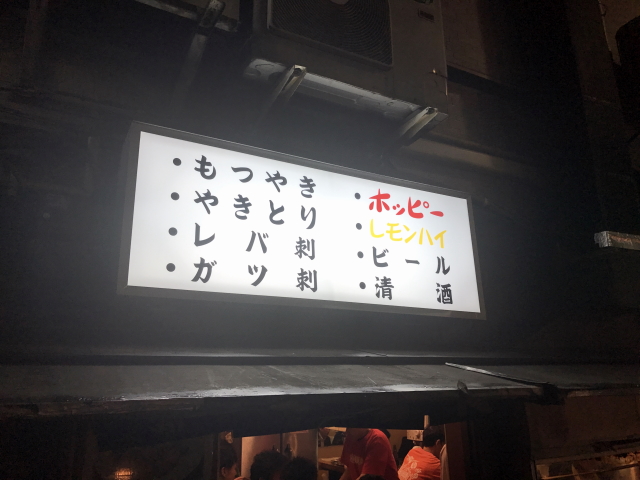 ・もつやき
・やきとり
・レバ刺
・ガツ刺
・ホッピー
・レモンハイ
・ビール
・清酒